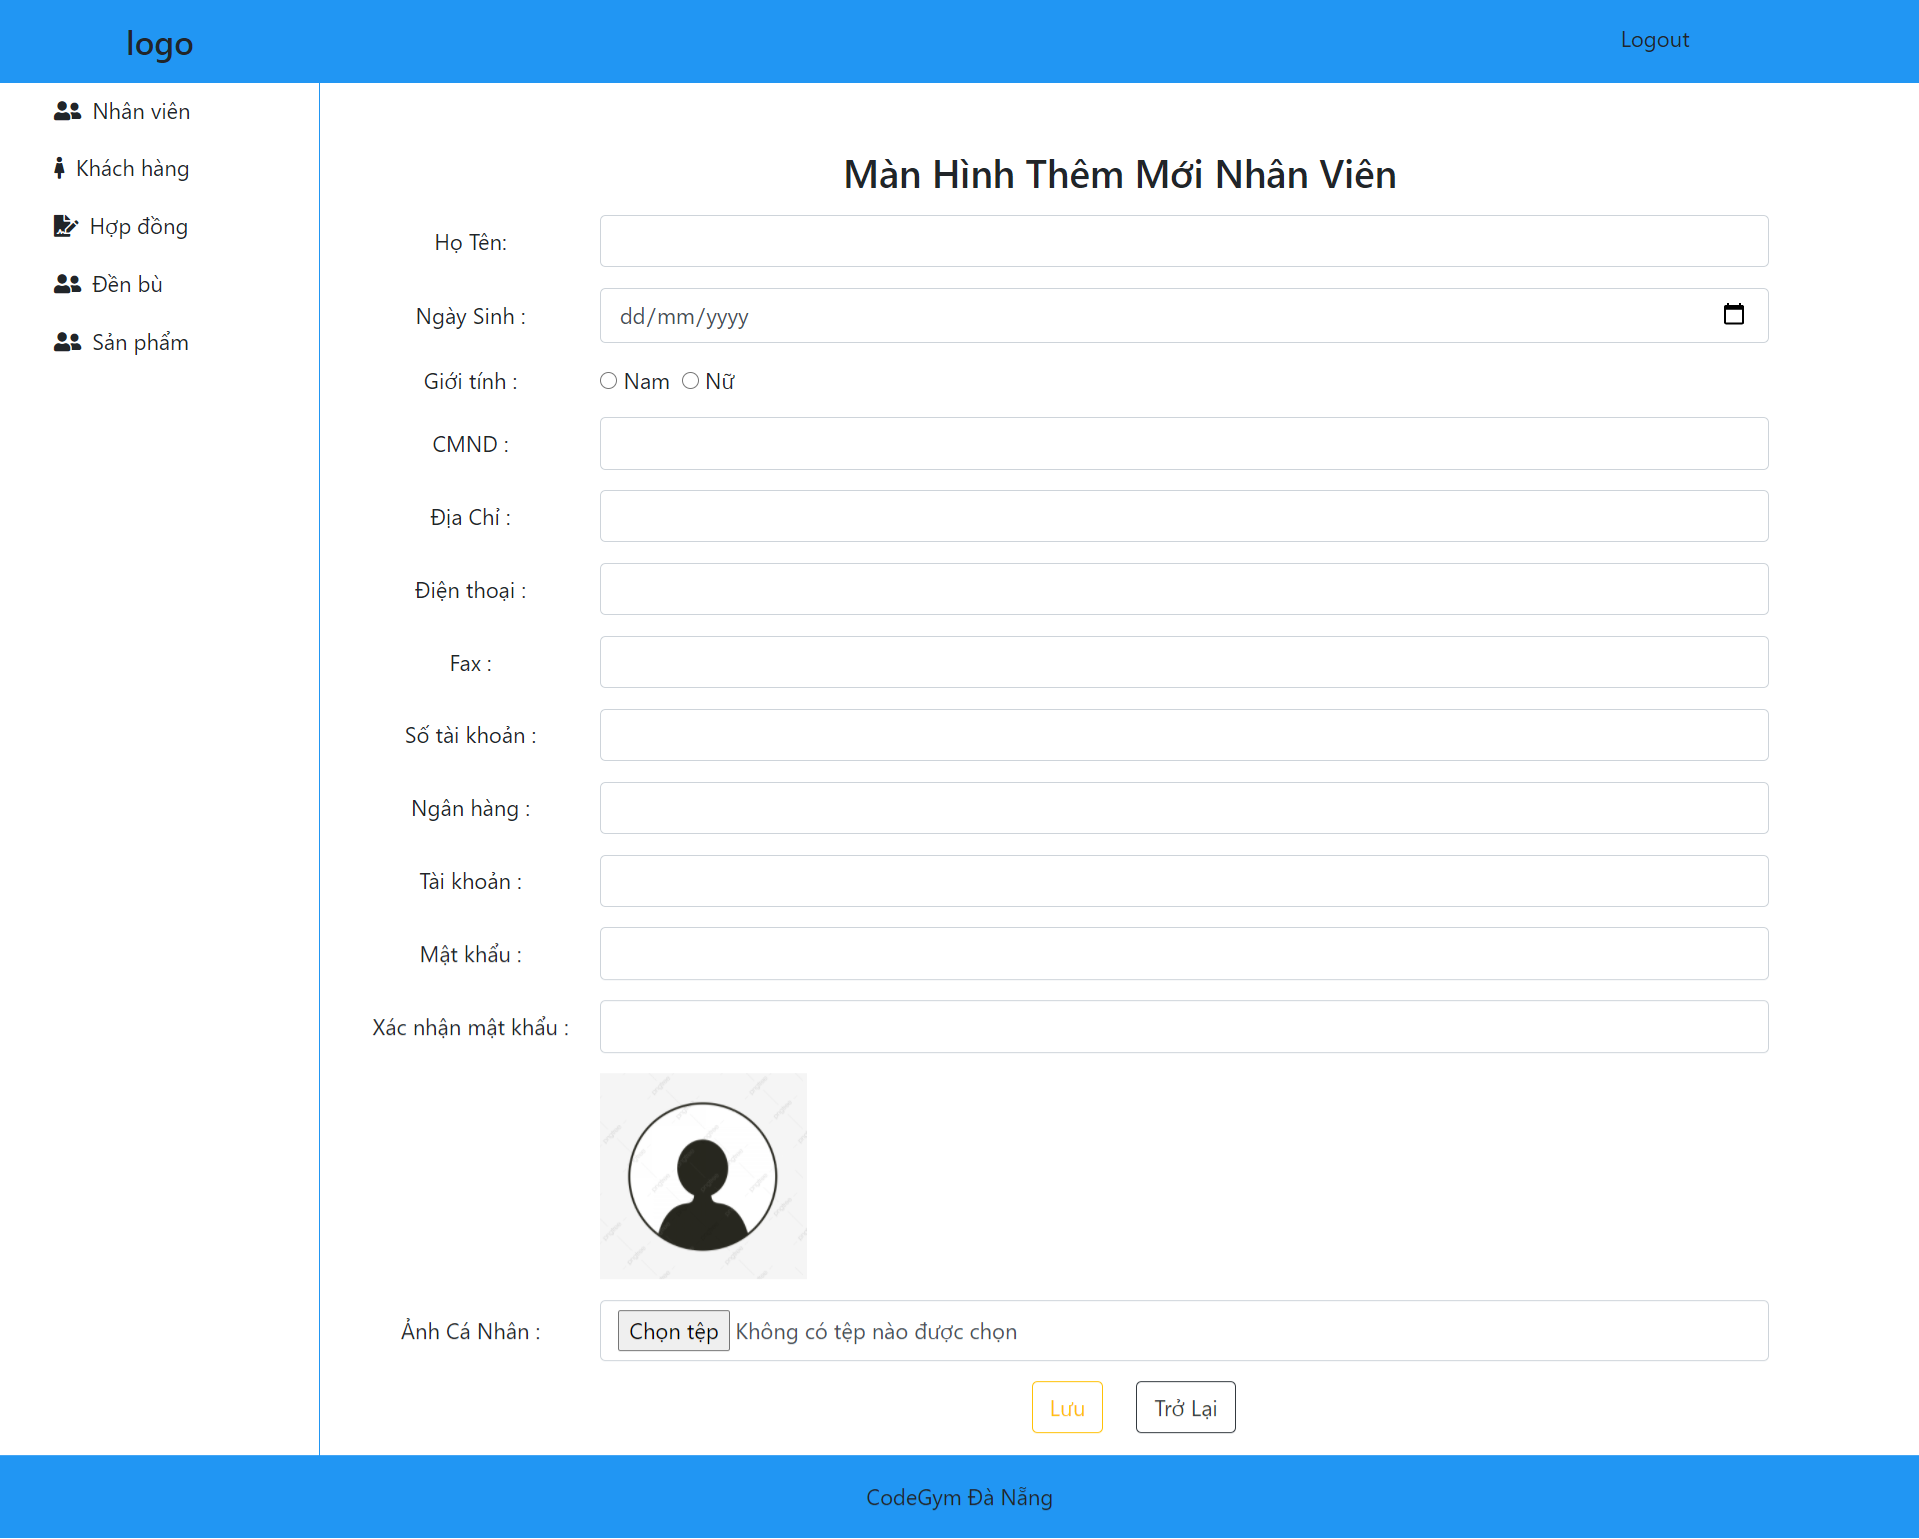 logo
Logout
Nhân viên
Khách hàng
Hợp đồng
Đền bù
Sản phẩm
Màn Hình Thêm Mới Nhân Viên
Họ Tên:
Ngày Sinh :
dd/mm/yyyy
Giới tính :
Nam Nữ
CMND :
Địa Chỉ :
Điện thoại :
Fax :
Số tài khoản :
Ngân hàng :
Tài khoản :
Mật khẩu :
Xác nhận mật khẩu :
Ảnh Cá Nhân :
Chọn tệp Không có tệp nào được chọn
Lưu
Trở Lại
CodeGym Đà Nẵng